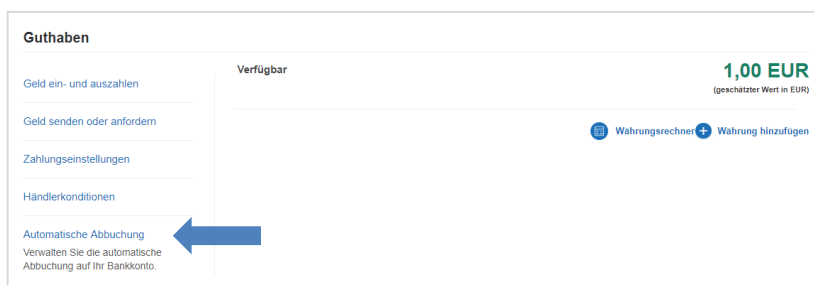 Guthaben
Geld ein- und auszahlen
Geld senden oder anfordern
Zahlungseinstellungen
Händlerkonditionen
Automatische Abbuchung
Verwalten Sie die automatische
Abbuchung auf Ihr Bankkonto.
Verfügbar
1,00 EUR
(geschätzter Wert in EUR)
Währungsrechner
Währung hinzufügen